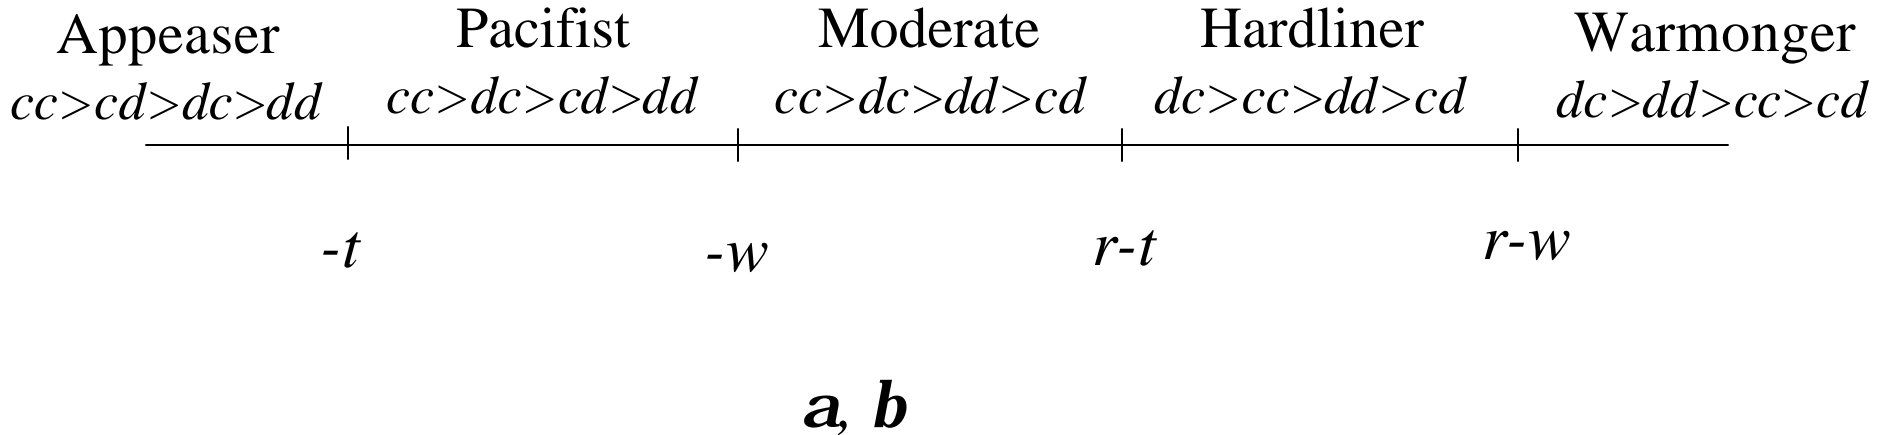 Appeaser Pacifist Moderate Hardliner Warmonger
cc>cd>dc>dd cc>dc>cd>dd cc>dc>dd>cd dc>cc>dd>cd dc>dd>cc>cd
-t -w r-t r-w
a, b